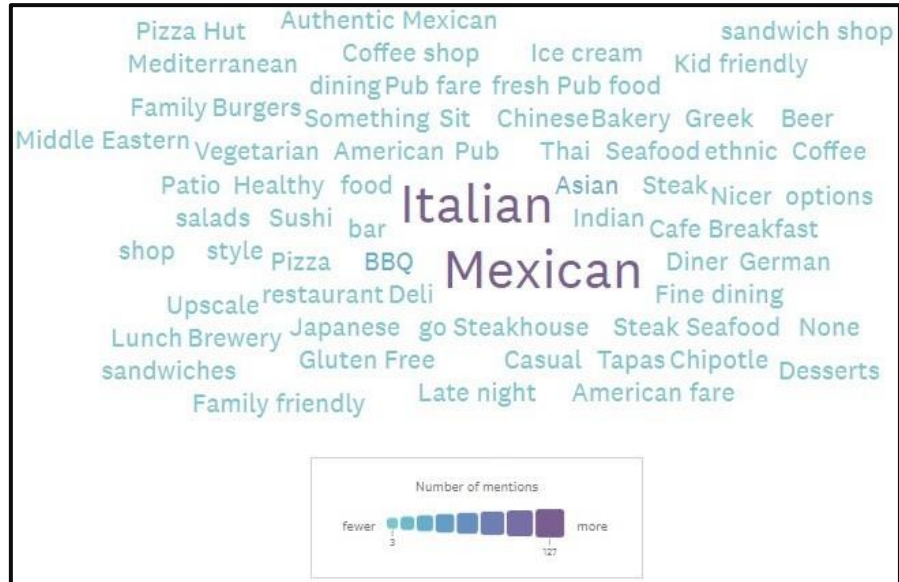 Pizza Hut Authentic Mexican sandwich shop
Mediterranean Coffee shop Ice cream Kid friendly
dining Pub fare fresh Pub food
Family Burgers Something Sit Chinese Bakery Greek Beer
Middle Eastern Vegetarian American Pub Thai Seafood ethnic Coffee
Patio Healthy food Italian Asian Steak Nicer options
salads Sushi bar Indian Cafe Breakfast
shop style Pizza BBQ Mexican Diner German
Upscale restaurant Deli Fine dining
Lunch Brewery Japanese go Steakhouse Steak Seafood None
sandwiches Gluten Free Casual Tapas Chipotle Desserts
Family friendly Late night American fare
Number of mentions
fewer more
3 127